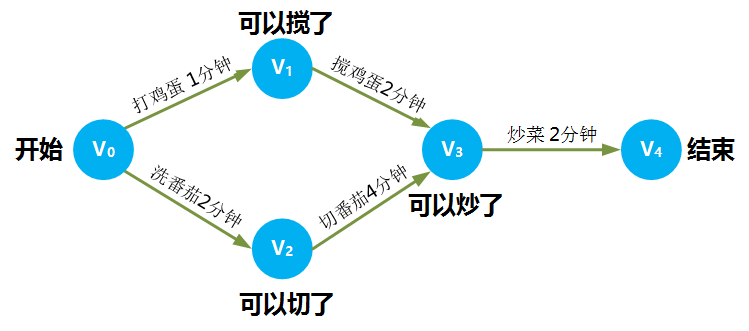 可以搅了
V1
打鸡蛋 1分钟
搅鸡蛋2分钟
开始
V0
V3
炒菜 2分钟
V4
结束
洗番茄2分钟
切番茄4分钟
可以炒了
V2
可以切了